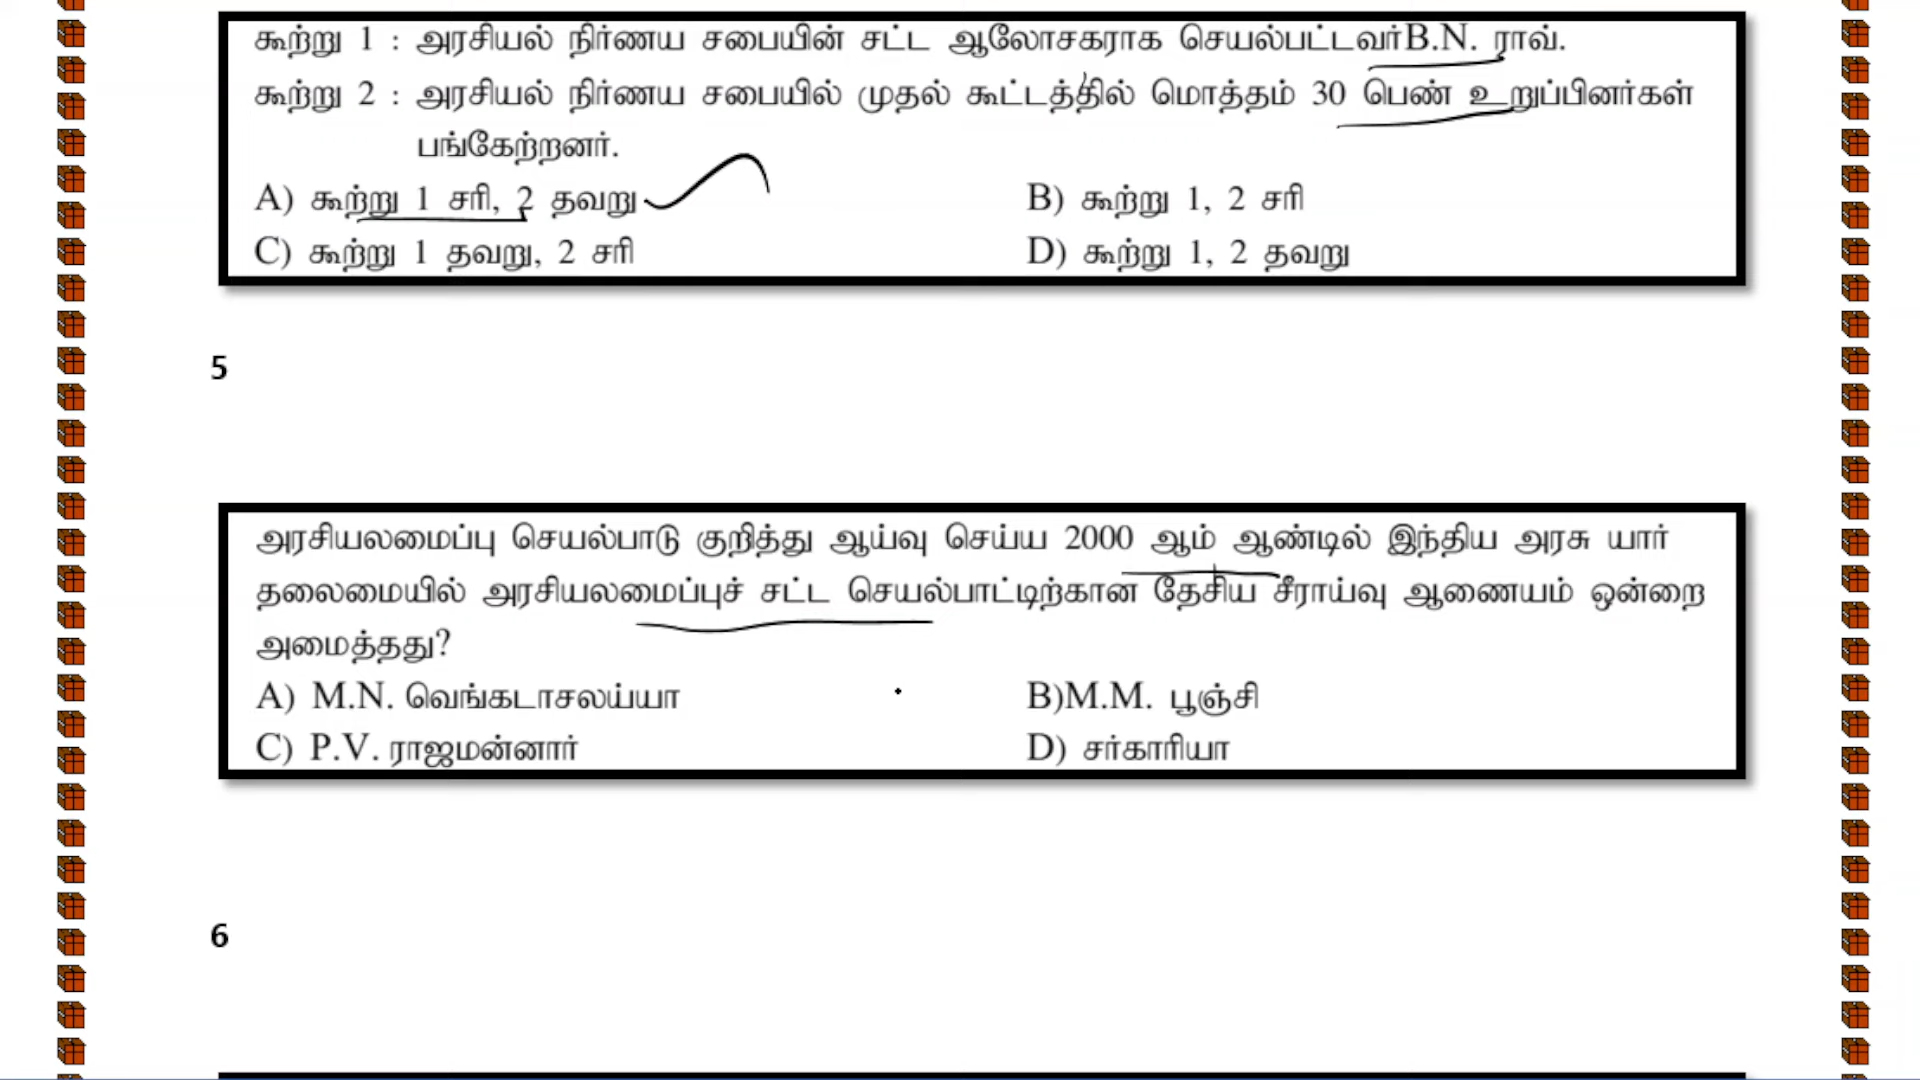 கூற்று 1 : அரசியல் நிர்ணய சபையின் சட்ட ஆலோசகராக செயல்பட்டவர்B.N. ராவ்.
கூற்று 2 : அரசியல் நிர்ணய சபையில் முதல் கூட்டத்தில் மொத்தம் 30 பெண் உறுப்பினர்கள்
பங்கேற்றனர்.
A) கூற்று 1 சரி, 2 தவறு B) கூற்று 1, 2 சரி
C) கூற்று 1 தவறு, 2 சரி D) கூற்று 1, 2 தவறு
5
அரசியலமைப்பு செயல்பாடு குறித்து ஆய்வு செய்ய 2000 ஆம் ஆண்டில் இந்திய அரசு யார்
தலைமையில் அரசியலமைப்புச் சட்ட செயல்பாட்டிற்கான தேசிய சீராய்வு ஆணையம் ஒன்றை
அமைத்தது?
A) M.N. வெங்கடாசலய்யா B)M.M. பூஞ்சி
C) P.V. ராஜமன்னார் D) சர்காரியா
6